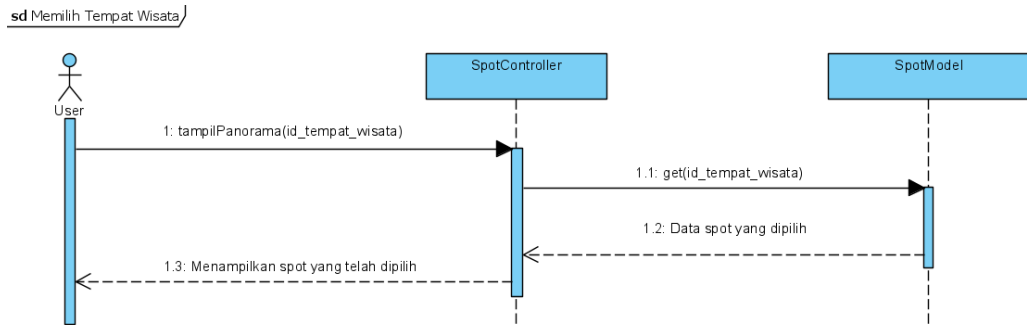 sd Memilih Tempat Wisata
SpotController
SpotModel
User
1: tampilPanorama(id_tempat_wisata)
1.1: get(id_tempat_wisata)
1.2: Data spot yang dipilih
1.3: Menampilkan spot yang telah dipilih